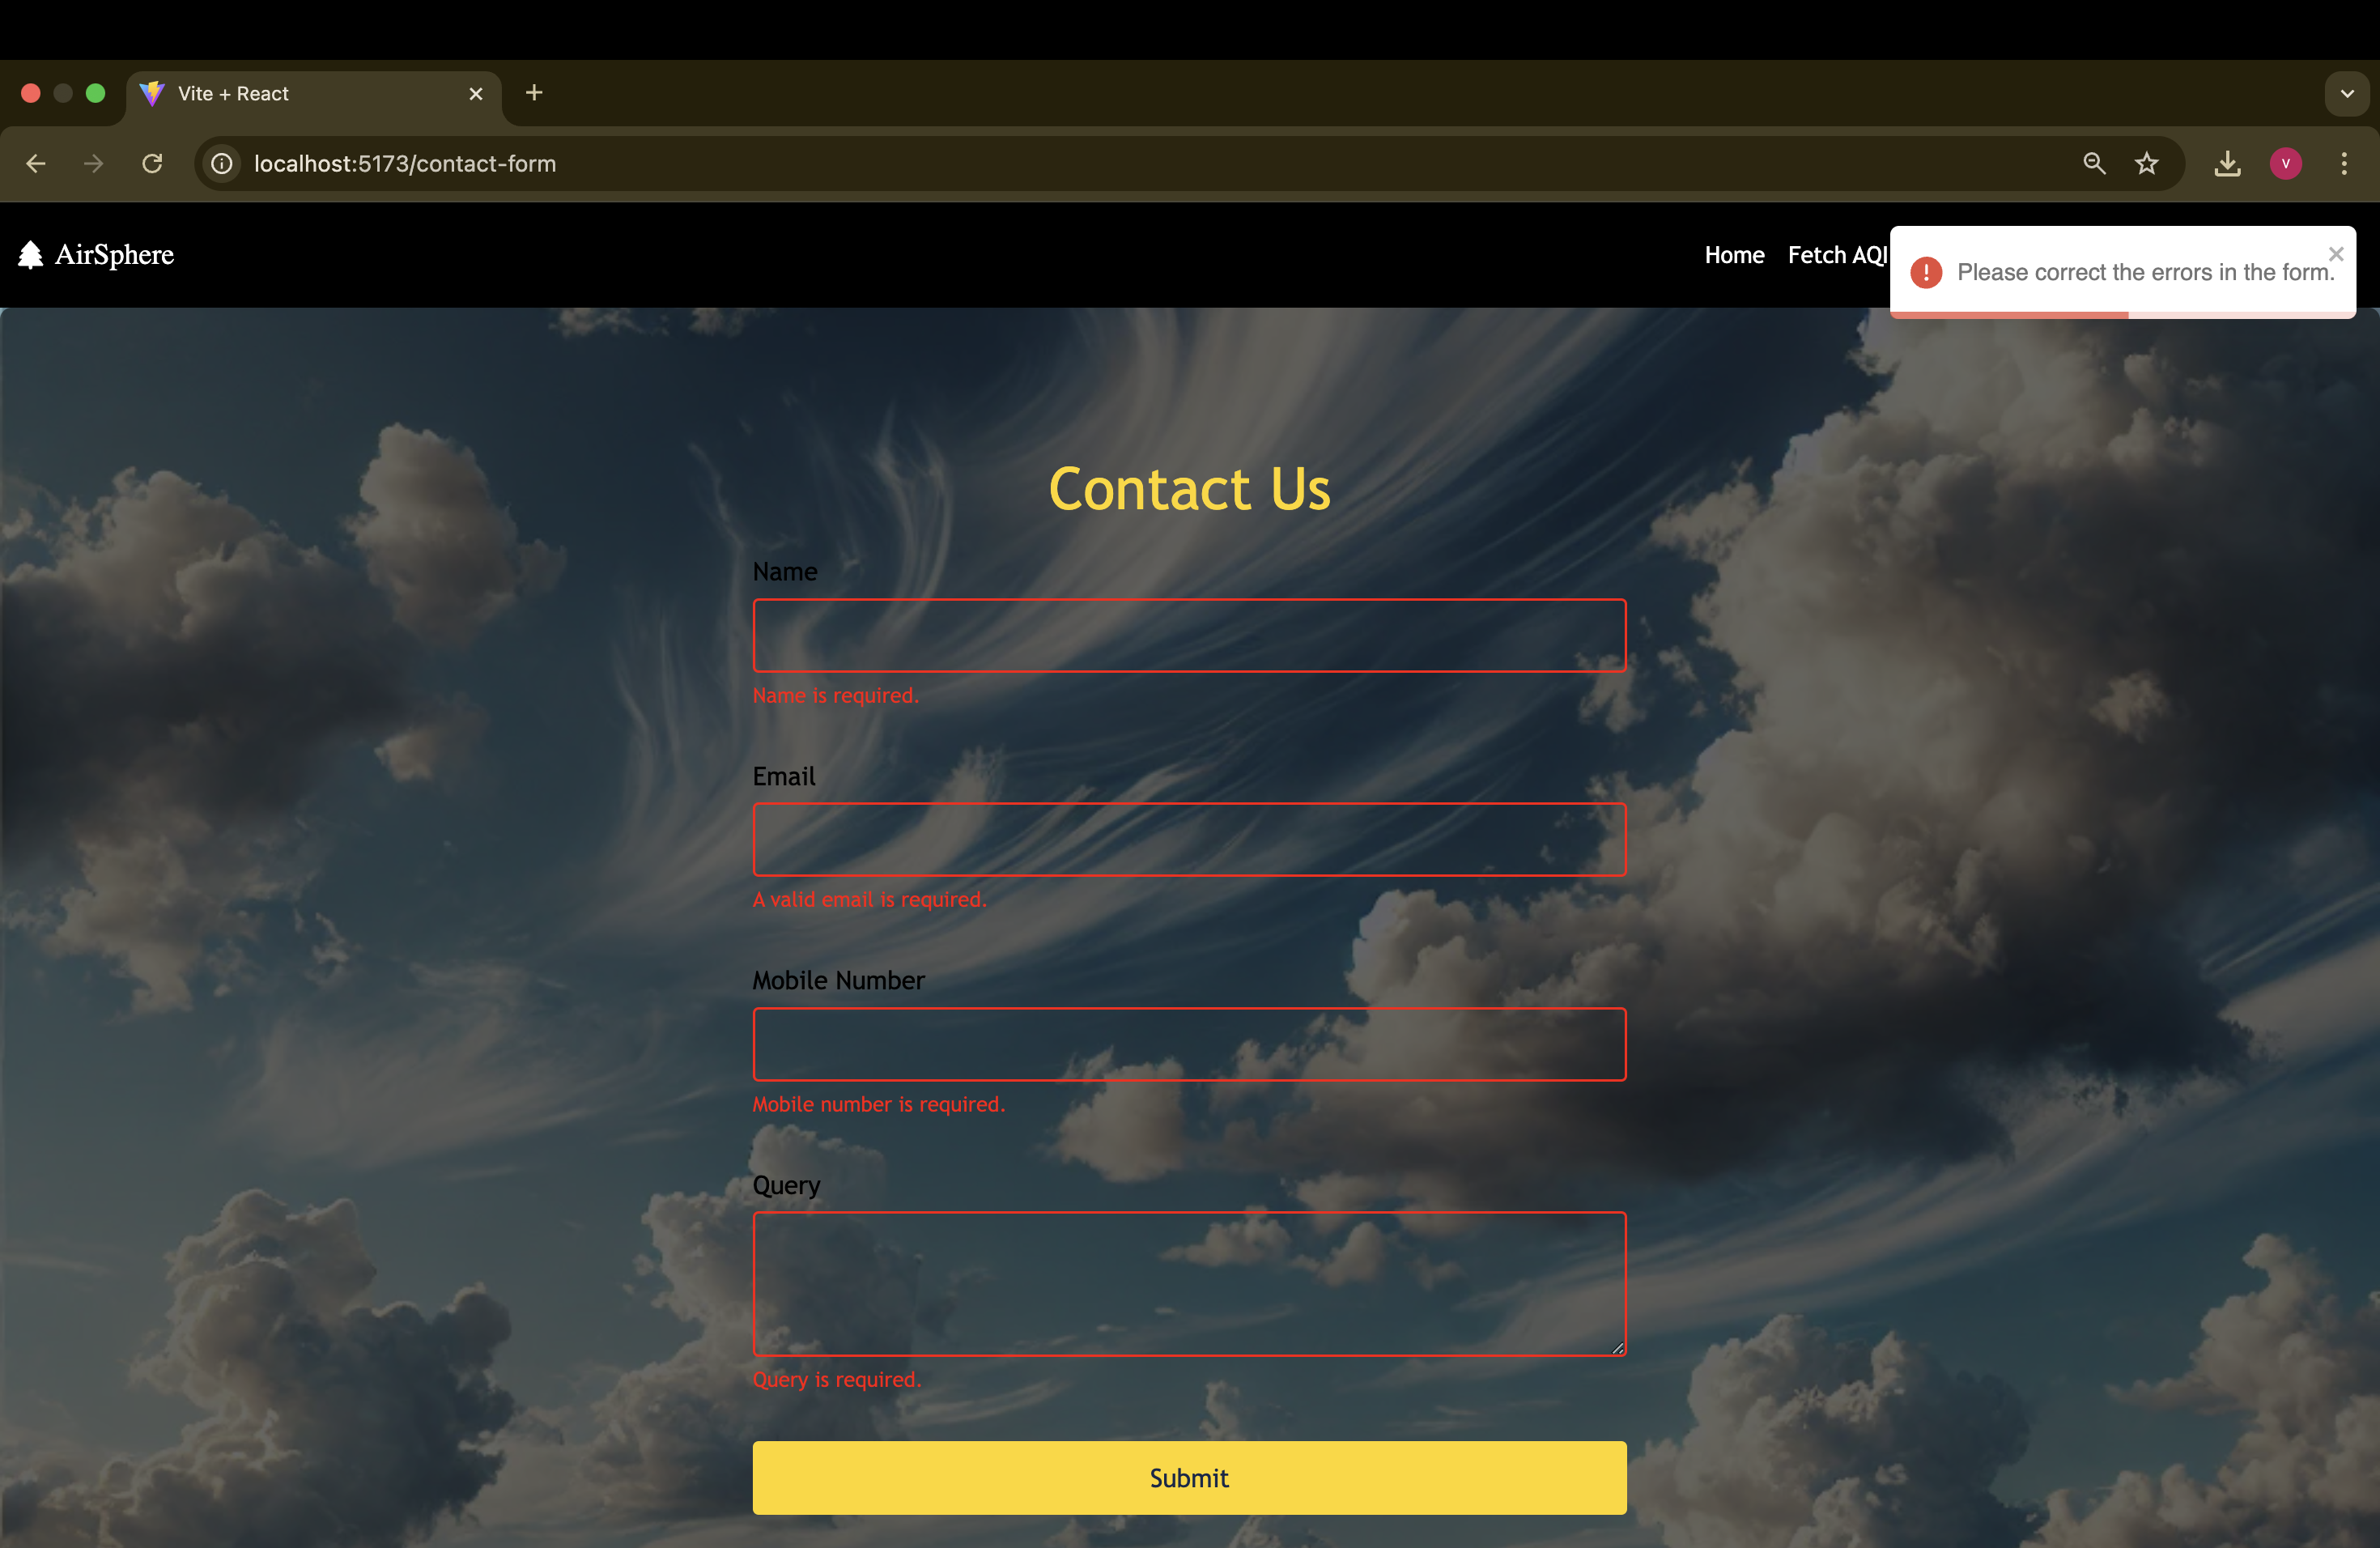 Vite + React
localhost:5173/contact-form
V
AirSphere
Home Fetch AQI
Please correct the errors in the form.
Contact Us
Name
Name is required.
Email
A valid email is required.
Mobile Number
Mobile number is required.
Query
Query is required.
Submit